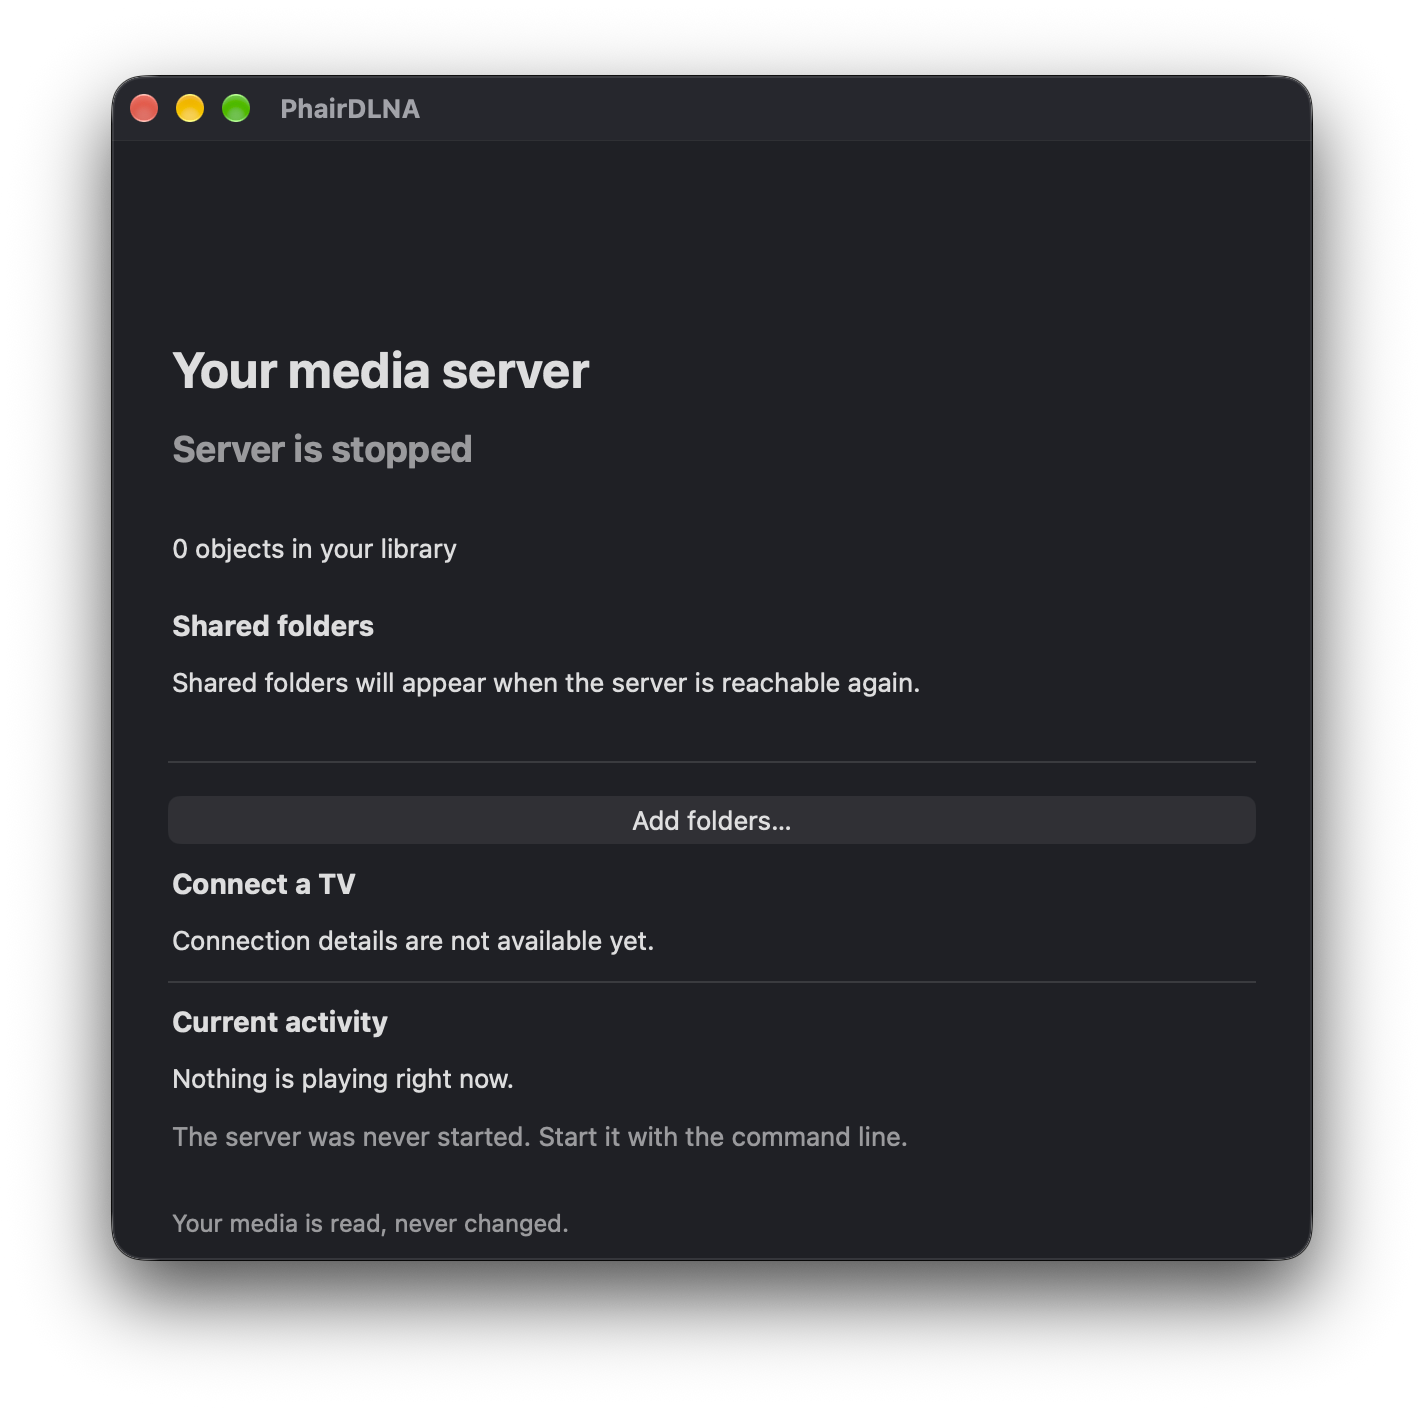 PhairDLNA
Your media server
Server is stopped
0 objects in your library
Shared folders
Shared folders will appear when the server is reachable again.
Add folders...
Connect a TV
Connection details are not available yet.
Current activity
Nothing is playing right now.
The server was never started. Start it with the command line.
Your media is read, never changed.